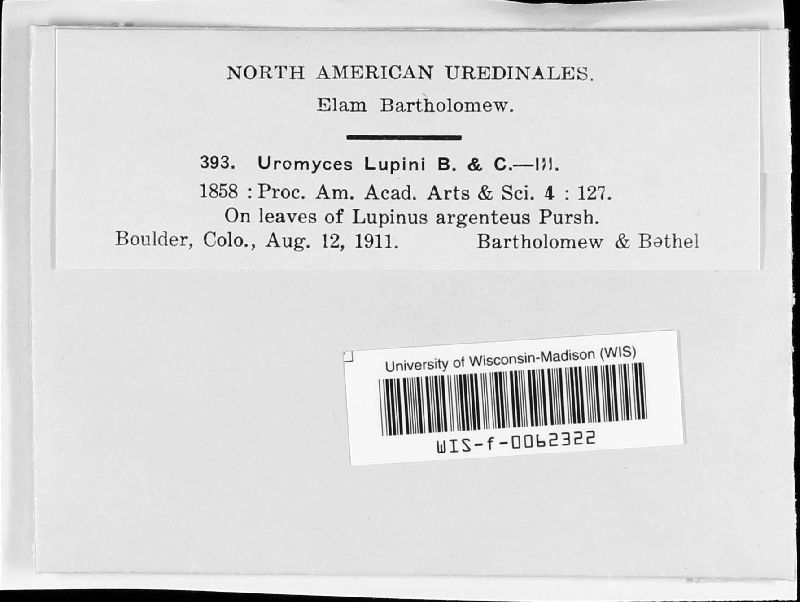 NORTH AMERICAN UREDINALES.
Elam Bartholomew.
393. Uromyces Lupini B. & C.—III.
1858 : Proc. Am. Acad. Arts & Sci. 4 : 127.
On leaves of Lupinus argenteus Pursh.
Boulder, Colo., Aug. 12, 1911. Bartholomew & Bəthel
University of Wisconsin-Madison (WIS)
WIS-f-0062322